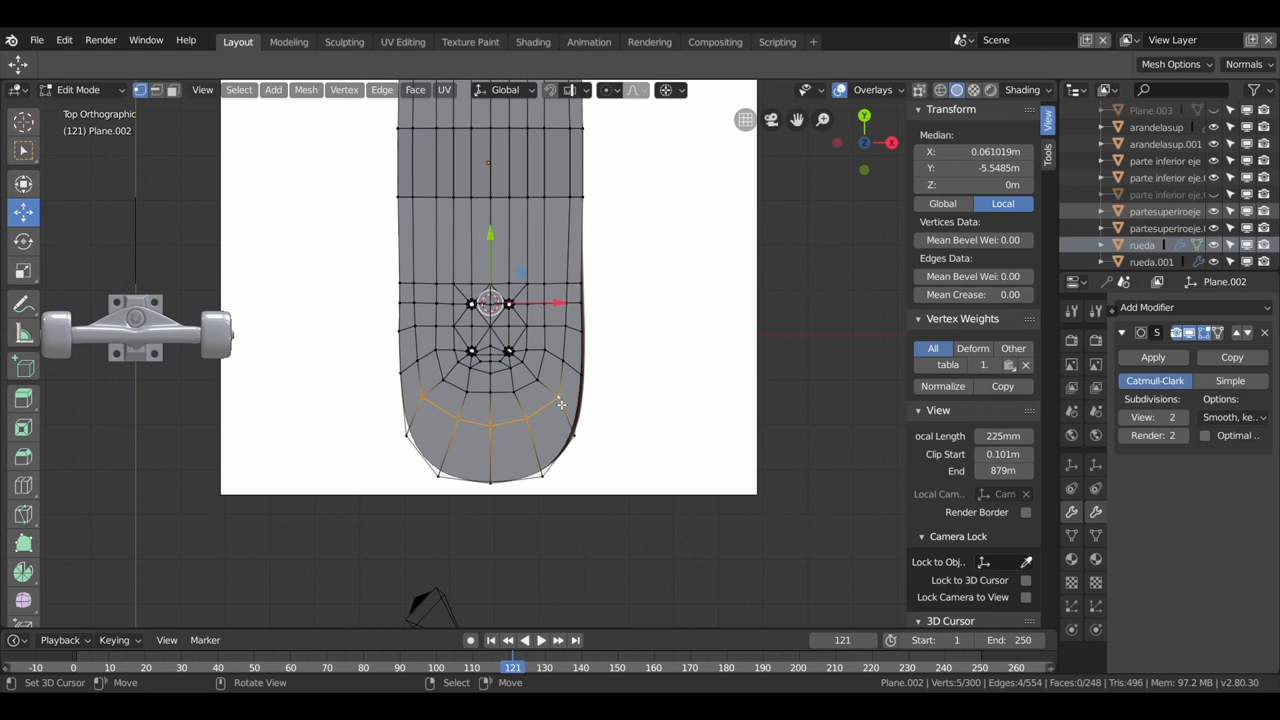 File Edit Render Window Help Layout Modeling Sculpting UV Editing Texture Paint Shading Animation Rendering Compositing Scripting + Scene View Layer
Mesh Options Normals
Edit Mode View Select Add Mesh Vertex Edge Face UV Global Overlays Shading
Top Orthographic
(121) Plane.002
Y
X
Z
Transform
Median:
X: 0.061019m
Y: -5.5485m
Z: 0m
Global Local
Vertices Data:
Mean Bevel Wei: 0.00
Edges Data:
Mean Bevel Wei: 0.00
Mean Crease: 0.00
Vertex Weights
All Deform Other
tabla 1.
Normalize Copy
View
ocal Length 225mm
Clip Start 0.101m
End 879m
Local Cam.. Cam
Render Border
Camera Lock
Lock to Obj..
Lock to 3D Cursor
Lock Camera to View
3D Cursor
View
Tools
Plane.003
arandelasup
arandelasup.001
parte inferior eje
parte inferior eje.
parte inferior eje.
partesuperiroeje
partesuperiroeje.
rueda
rueda.001
Plane.002
Add Modifier
S
Apply Copy
Catmull-Clark Simple
Subdivisions: Options:
View: 2 Smooth, ke..
Render: 2 Optimal ..
Playback Keying View Marker 121 Start: 1 End: 250
-10 0 10 20 30 40 50 60 70 80 90 100 110 121 130 140 150 160 170 180 190 200 210 220 230 240 250 260
Set 3D Cursor Move Rotate View Select Move Plane.002 | Verts:5/300 | Edges:4/554 | Faces:0/248 | Tris:496 | Mem: 97.2 MB | v2.80.30